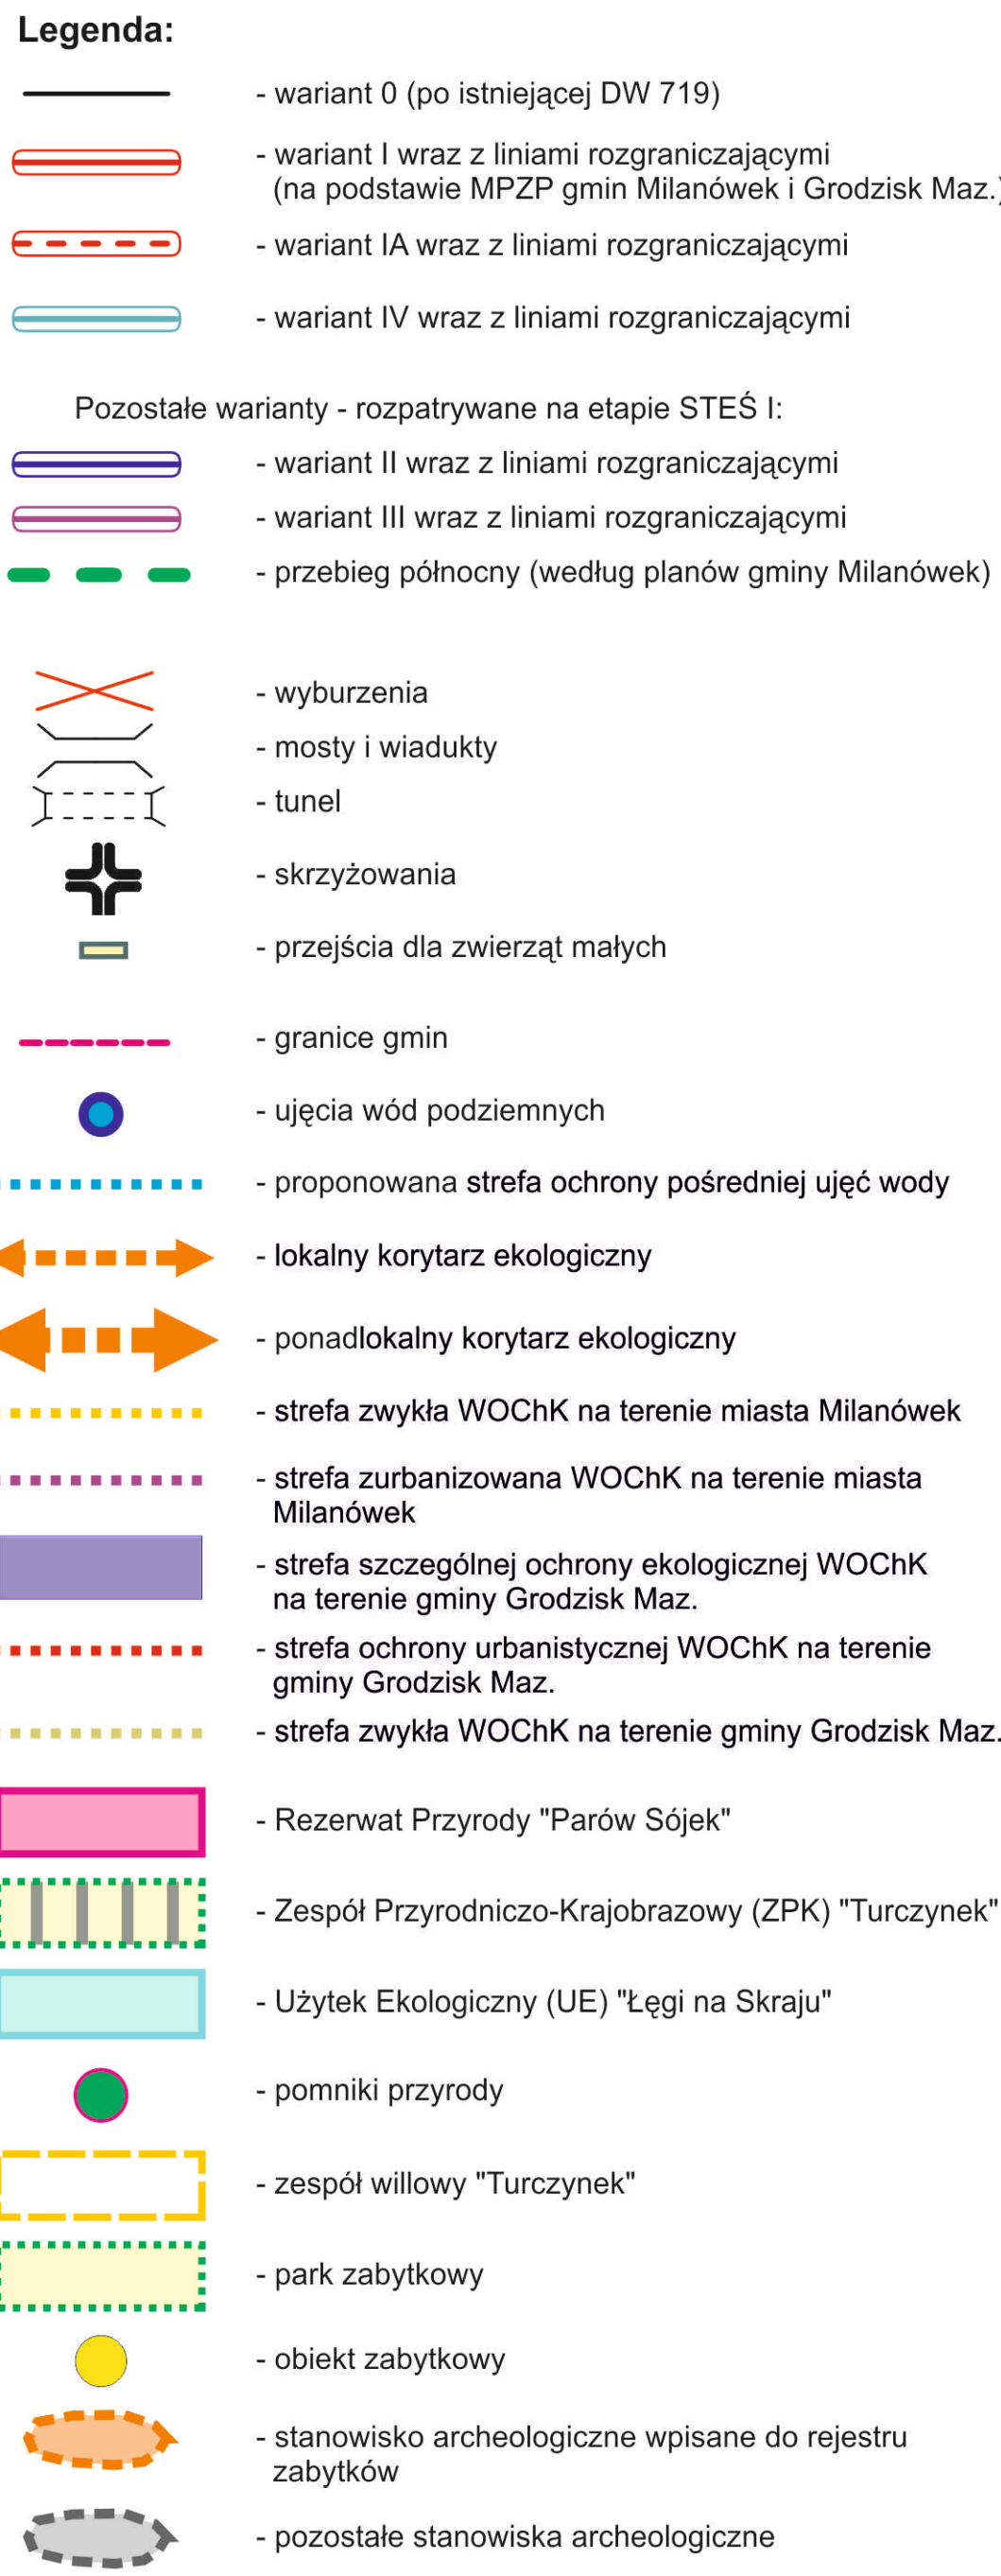 Legenda:
- wariant 0 (po istniejącej DW 719)
- wariant I wraz z liniami rozgraniczającymi
(na podstawie MPZP gmin Milanówek i Grodzisk Maz.)
- wariant IA wraz z liniami rozgraniczającymi
- wariant IV wraz z liniami rozgraniczającymi
Pozostałe warianty - rozpatrywane na etapie STEŚ I:
- wariant II wraz z liniami rozgraniczającymi
- wariant III wraz z liniami rozgraniczającymi
- przebieg północny (według planów gminy Milanówek)
- wyburzenia
- mosty i wiadukty
- tunel
- skrzyżowania
- przejścia dla zwierząt małych
- granice gmin
- ujęcia wód podziemnych
- proponowana strefa ochrony pośredniej ujęć wody
- lokalny korytarz ekologiczny
- ponadlokalny korytarz ekologiczny
- strefa zwykła WOChK na terenie miasta Milanówek
- strefa zurbanizowana WOChK na terenie miasta
Milanówek
- strefa szczególnej ochrony ekologicznej WOChK
na terenie gminy Grodzisk Maz.
- strefa ochrony urbanistycznej WOChK na terenie
gminy Grodzisk Maz.
- strefa zwykła WOChK na terenie gminy Grodzisk Maz.
- Rezerwat Przyrody "Parów Sójek"
- Zespół Przyrodniczo-Krajobrazowy (ZPK) "Turczynek"
- Użytek Ekologiczny (UE) "Łęgi na Skraju"
- pomniki przyrody
- zespół willowy "Turczynek"
- park zabytkowy
- obiekt zabytkowy
- stanowisko archeologiczne wpisane do rejestru
zabytków
- pozostałe stanowiska archeologiczne